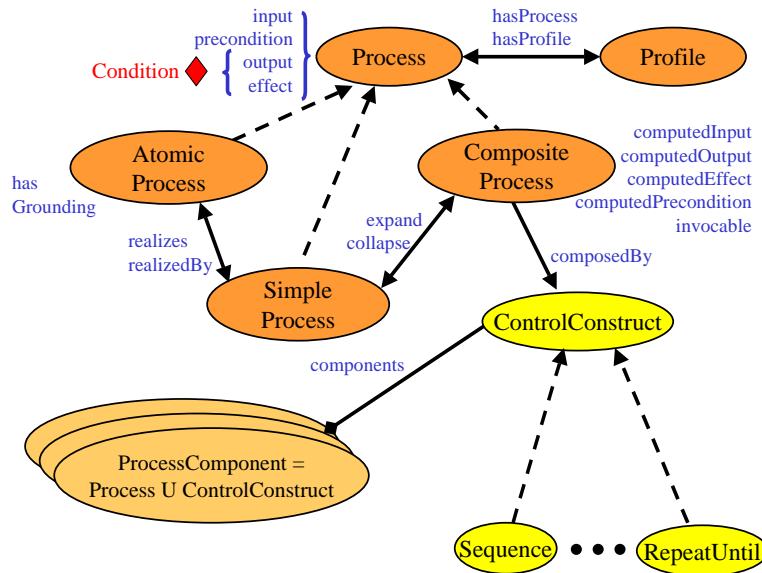 input
precondition
Condition
output
effect
Process
hasProcess
hasProfile
Profile
Atomic
Process
has
Grounding
Composite
Process
computedInput
computedOutput
computedEffect
computedPrecondition
invocable
realizes
realizedBy
expand
collapse
composedBy
Simple
Process
ControlConstruct
components
ProcessComponent =
Process U ControlConstruct
Sequence
RepeatUntil